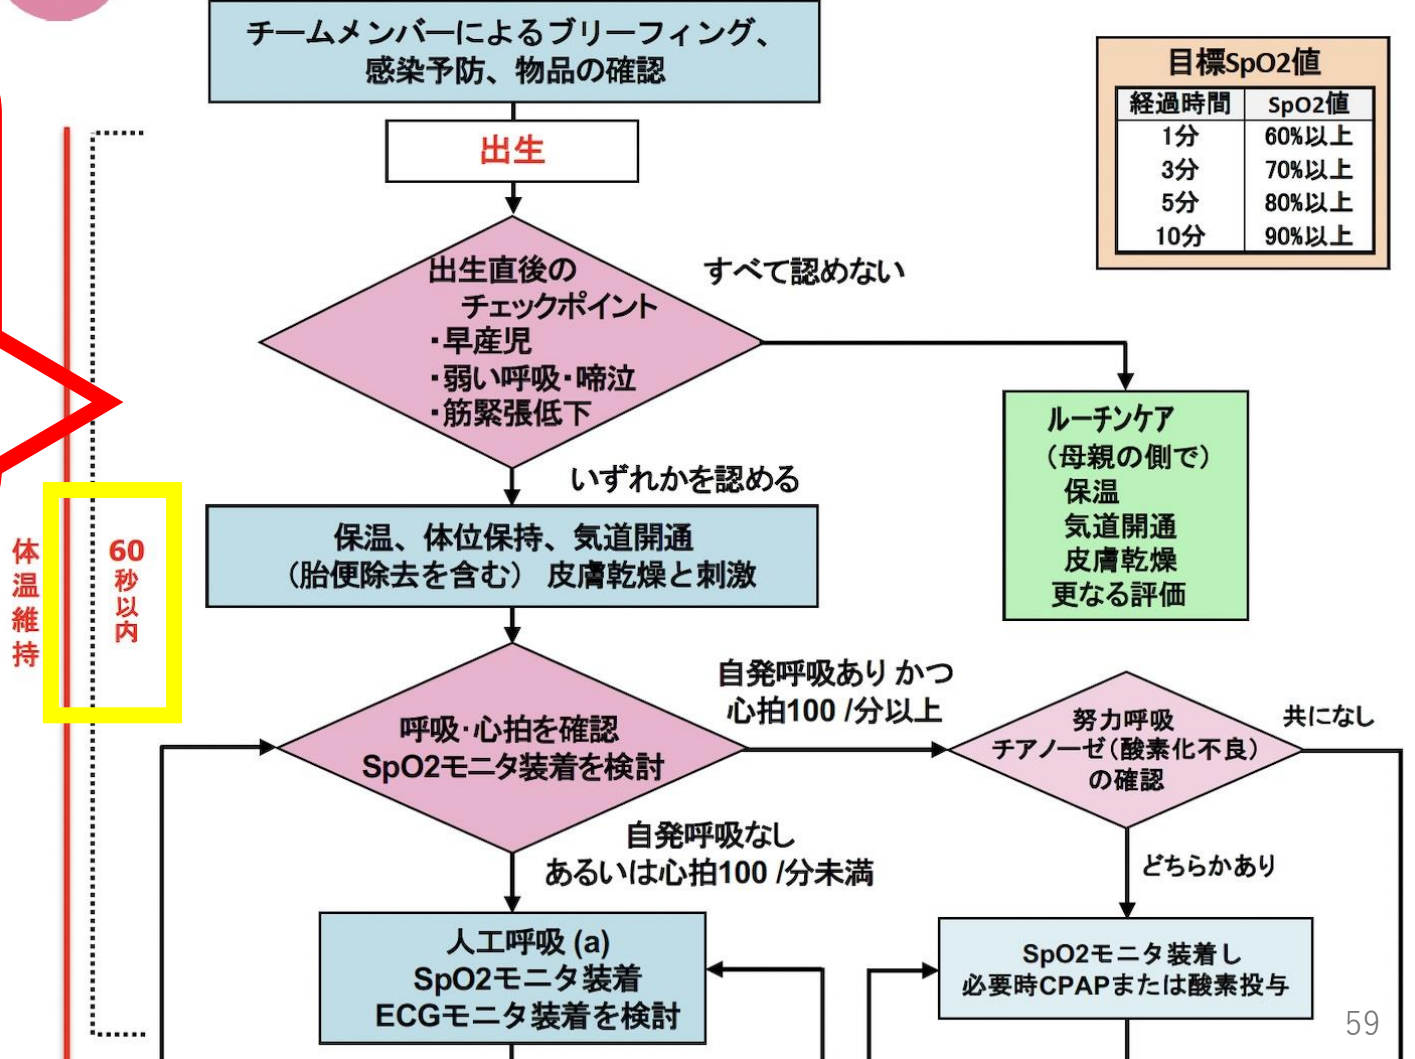 チームメンバーによるブリーフィング、
感染予防、物品の確認
出生
目標SpO2値
経過時間 SpO2値
1分 60%以上
3分 70%以上
5分 80%以上
10分 90%以上
出生直後の
チェックポイント
・早産児
・弱い呼吸・啼泣
・筋緊張低下
すべて認めない
ルーチンケア
（母親の側で）
保温
気道開通
皮膚乾燥
更なる評価
いずれかを認める
保温、体位保持、気道開通
（胎便除去を含む） 皮膚乾燥と刺激
体温維持
60秒以内
呼吸・心拍を確認
SpO2モニタ装着を検討
自発呼吸あり かつ
心拍100 /分以上
努力呼吸
チアノーゼ（酸素化不良）
の確認
共になし
自発呼吸なし
あるいは心拍100 /分未満
どちらかあり
人工呼吸 (a)
SpO2モニタ装着
ECGモニタ装着を検討
SpO2モニタ装着し
必要時CPAPまたは酸素投与
59